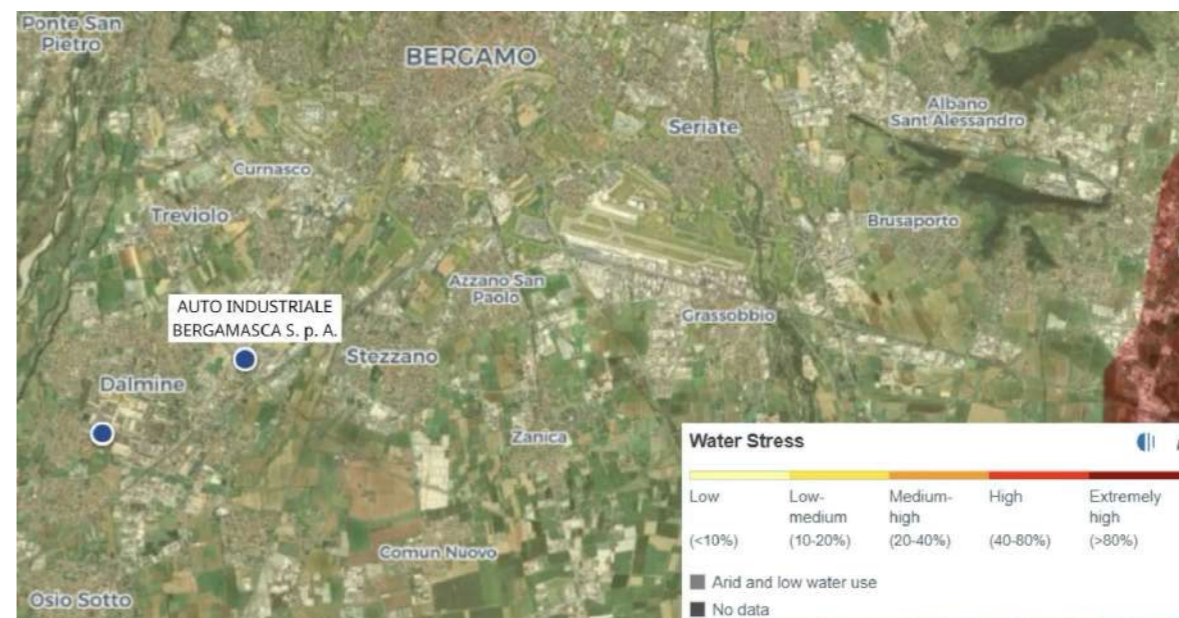 Ponte San
Pietro
BERGAMO
Albano
Sant'Alessandro
Seriate
Curnasco
Treviolo
Brusaporto
Azzano San
Paolo
AUTO INDUSTRIALE
BERGAMASCA S. p. A.
Grassobbio
Stezzano
Dalmine
Zanica
Comun Nuovo
Osio Sotto
Water Stress
Low
Low-
medium
Medium-
high
High
Extremely
high
(<10%)
(10-20%)
(20-40%)
(40-80%)
(>80%)
Arid and low water use
No data